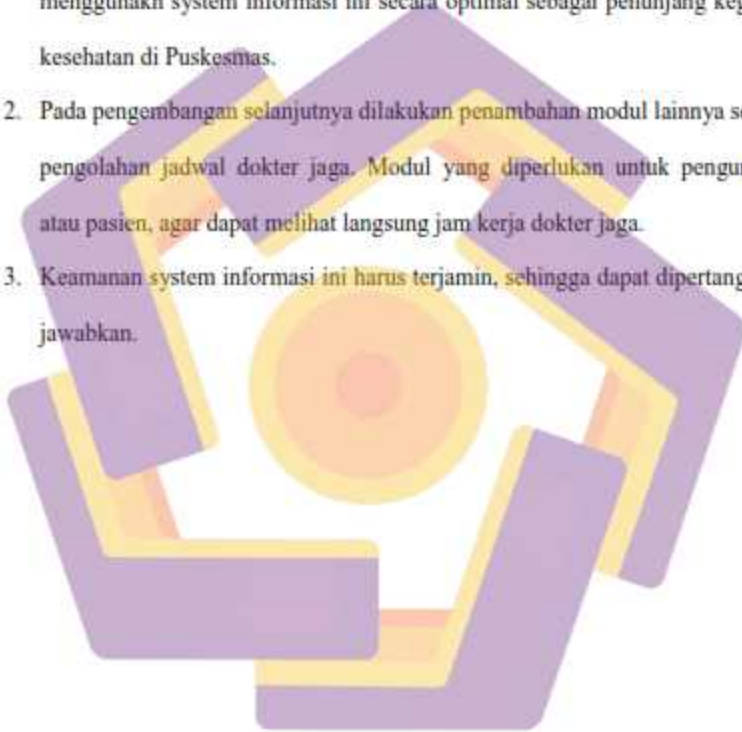 menggunakn system informasi ini secara optimal sebagai penunjang
kesehatan di Puskesmas.
2. Pada pengembangan selanjutnya dilakukan penambahan modul lainnya
pengolahan jadwal dokter jaga. Modul yang diperlukan untuk
atau pasien, agar dapat melihat langsung jam kerja dokter jaga.
3. Keamanan system informasi ini harus terjamin, sehingga dapat
jawabkan.